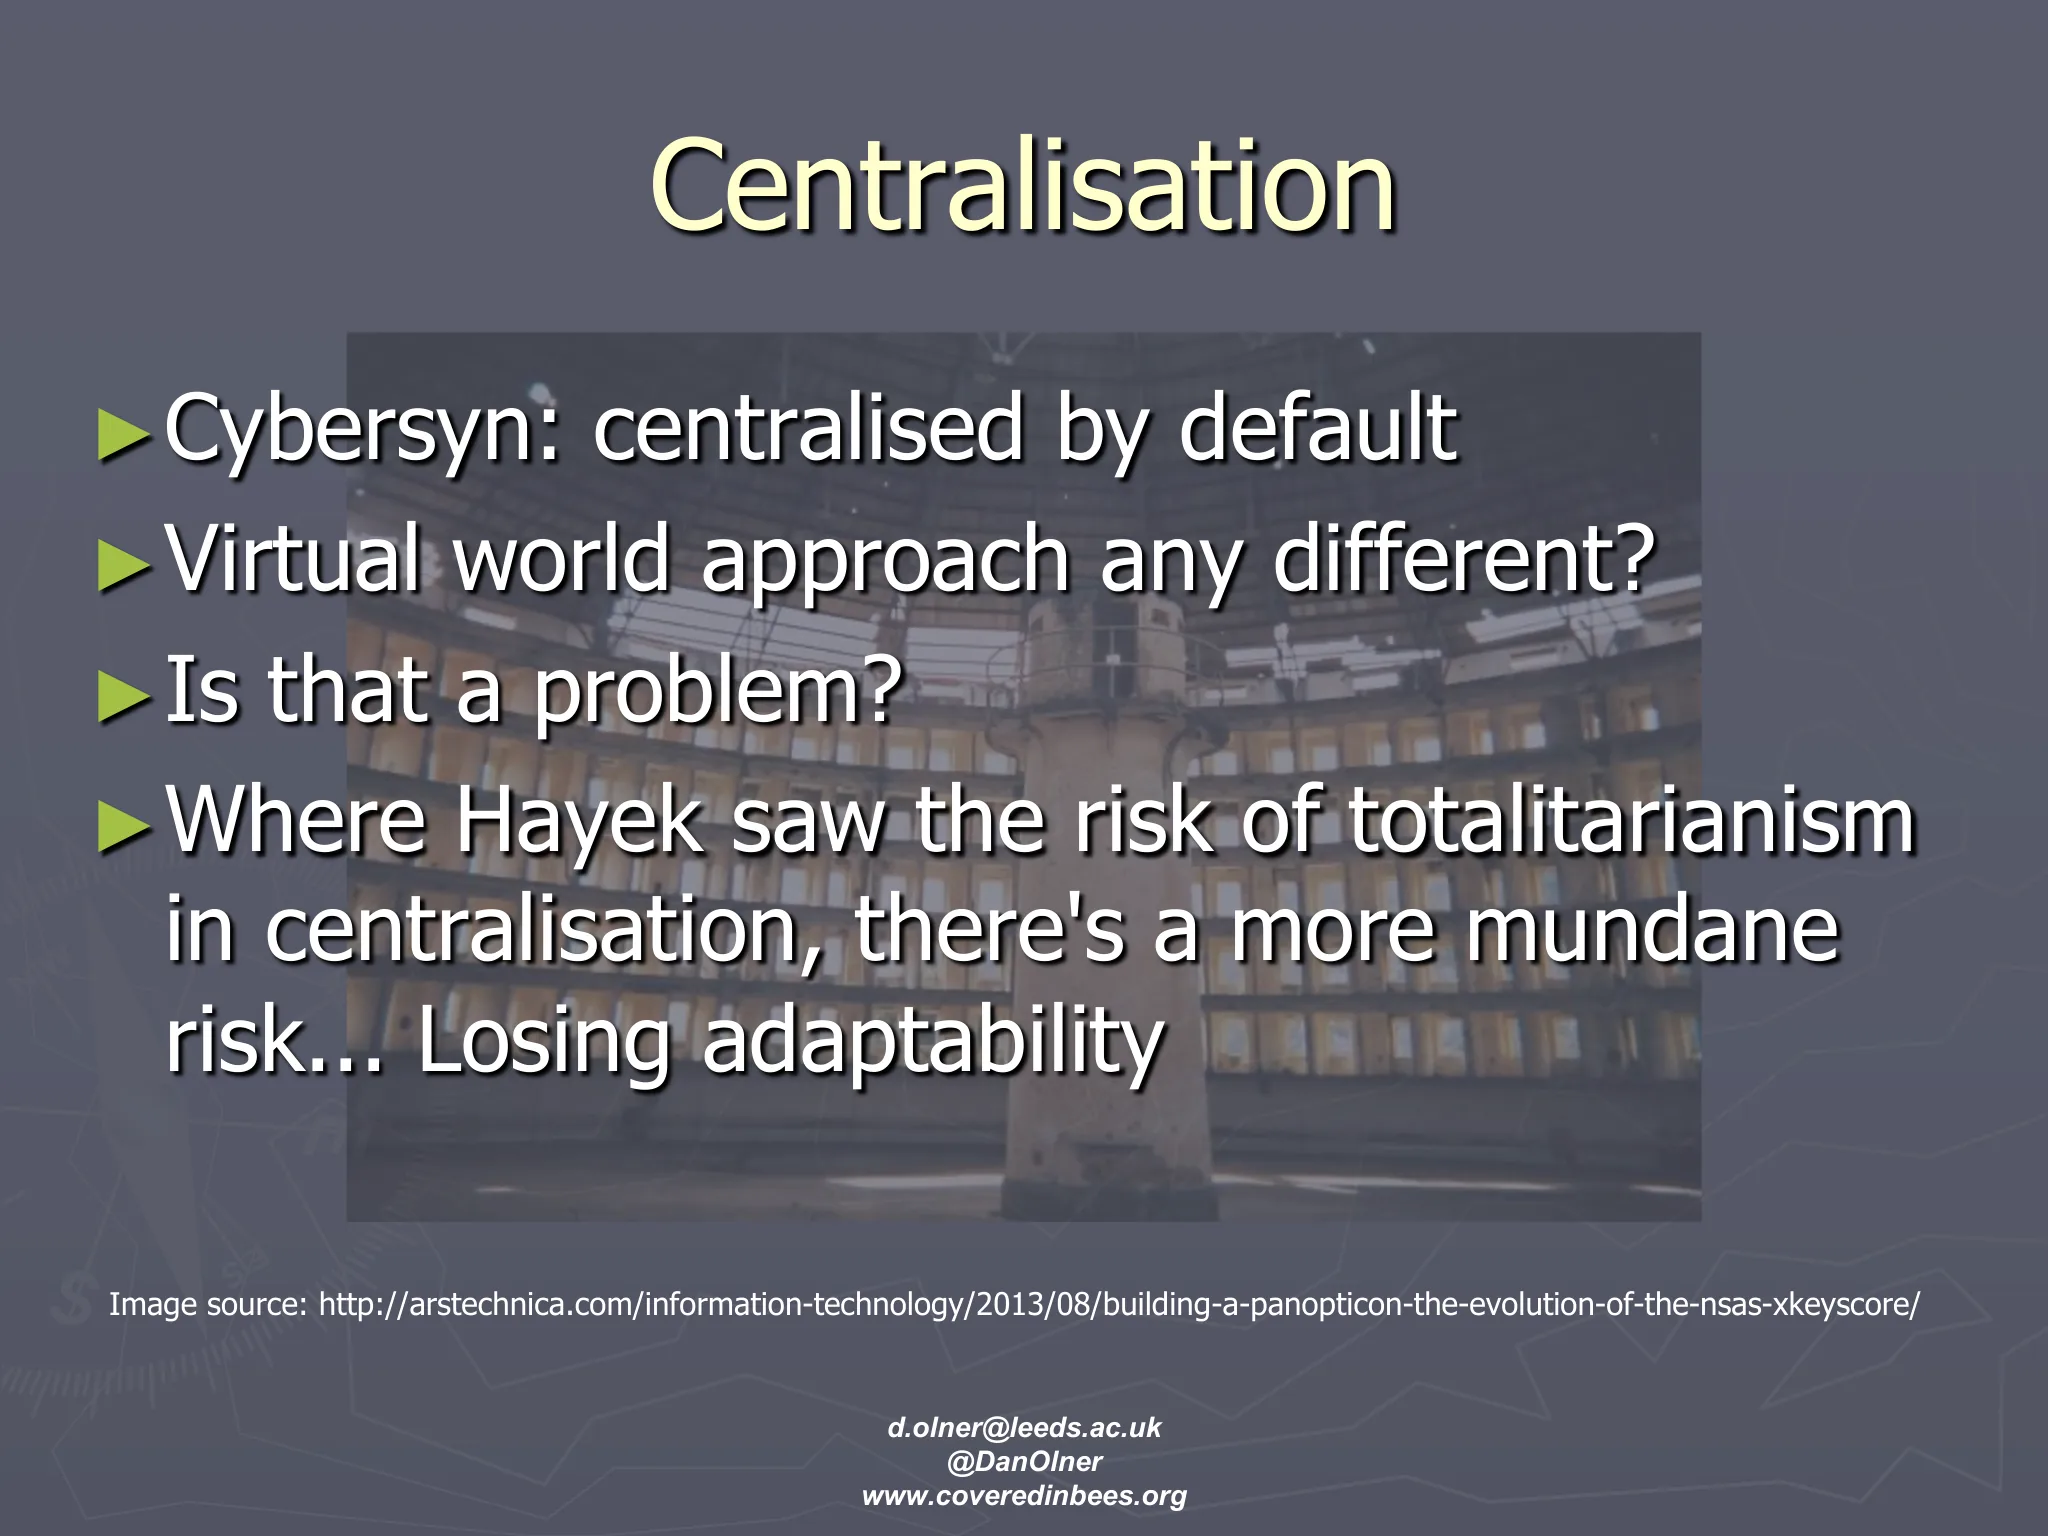 Centralisation
►Cybersyn: centralised by default
►Virtual world approach any different?
►Is that a problem?
►Where Hayek saw the risk of totalitarianism
in centralisation, there's a more mundane
risk... Losing adaptability
Image source: http://arstechnica.com/information-technology/2013/08/building-a-panopticon-the-evolution-of-the-nsas-xkeyscore/
d.olner@leeds.ac.uk
@DanOlner
www.coveredinbees.org